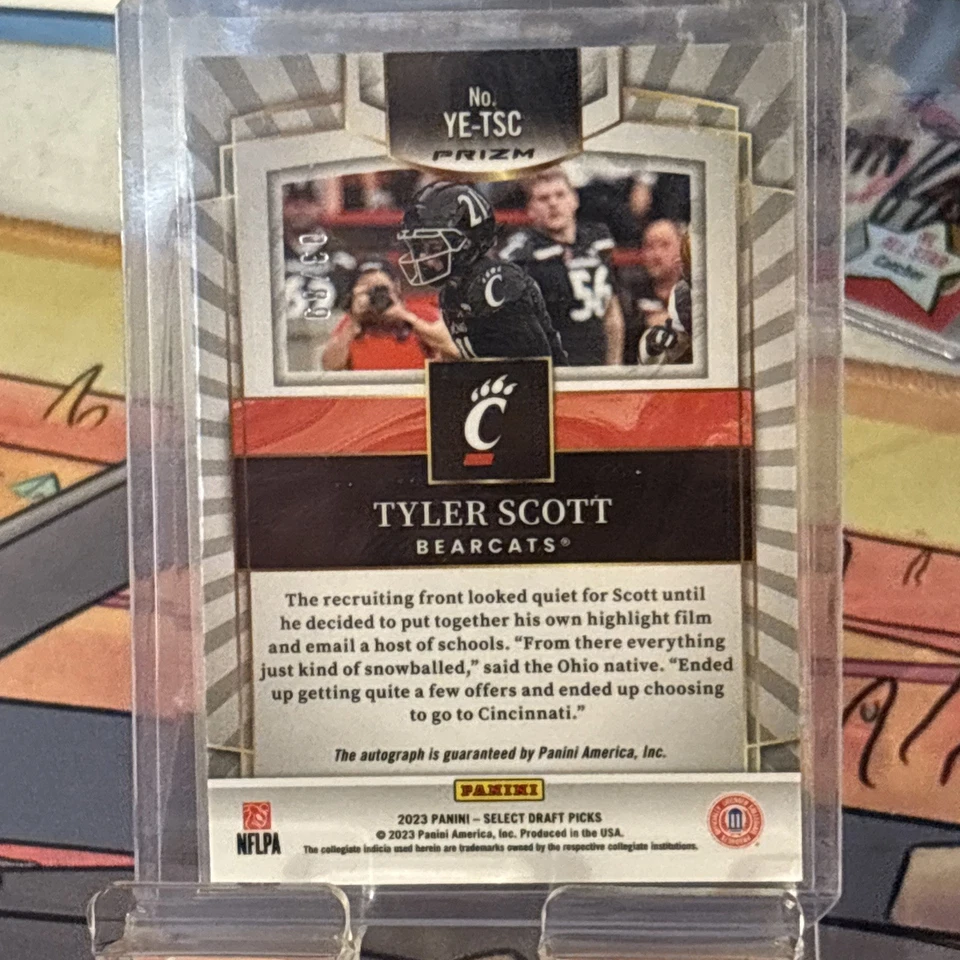 No.
YE-TSC
PRIZM
21
C
56
C
TYLER SCOTT
BEARCATS®
The recruiting front looked quiet for Scott until
he decided to put together his own highlight film
and email a host of schools. “From there everything
just kind of snowballed,” said the Ohio native. “Ended
up getting quite a few offers and ended up choosing
to go to Cincinnati.”
The autograph is guaranteed by Panini America, Inc.
PANINI
NFLPA
2023 PANINI – SELECT DRAFT PICKS
© 2023 Panini America, Inc. Produced in the USA.
The collegiate indicia used herein are trademarks owned by the respective collegiate institutions.